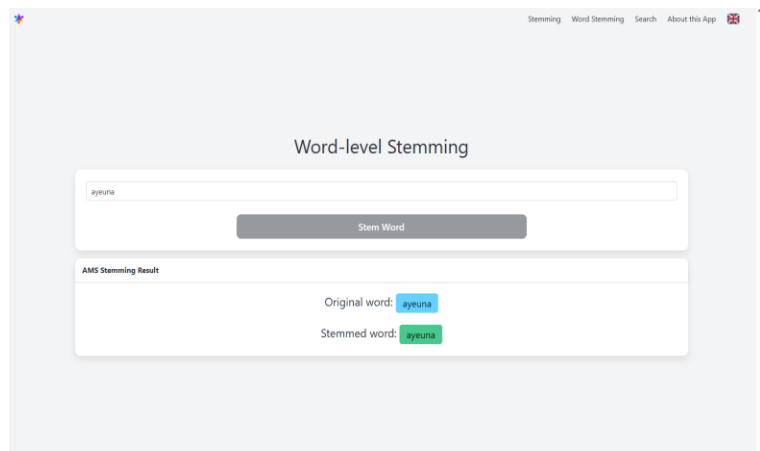 Stemming Word Stemming Search About this App
Word-level Stemming
ayeuna
Stem Word
AMS Stemming Result
Original word: ayeuna
Stemmed word: ayeuna